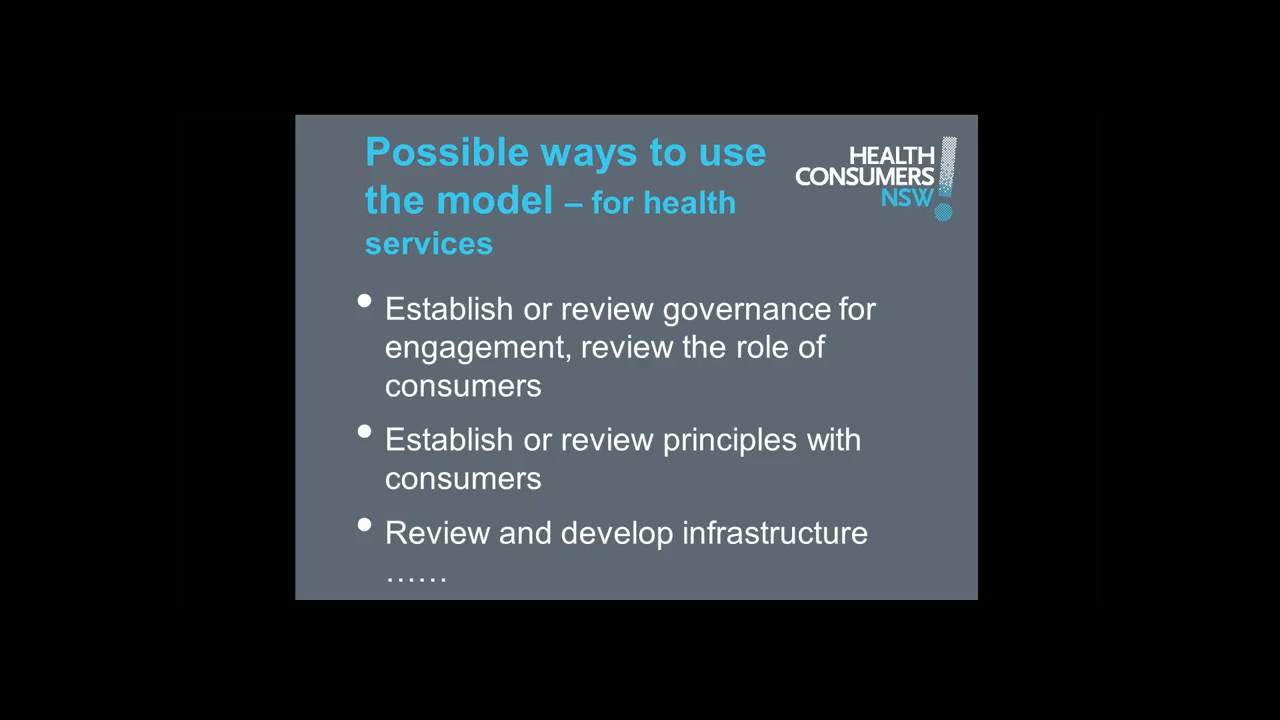 Possible ways to use
the model – for health
services
HEALTH
CONSUMERS
NSW
• Establish or review governance for
engagement, review the role of
consumers
• Establish or review principles with
consumers
• Review and develop infrastructure
……